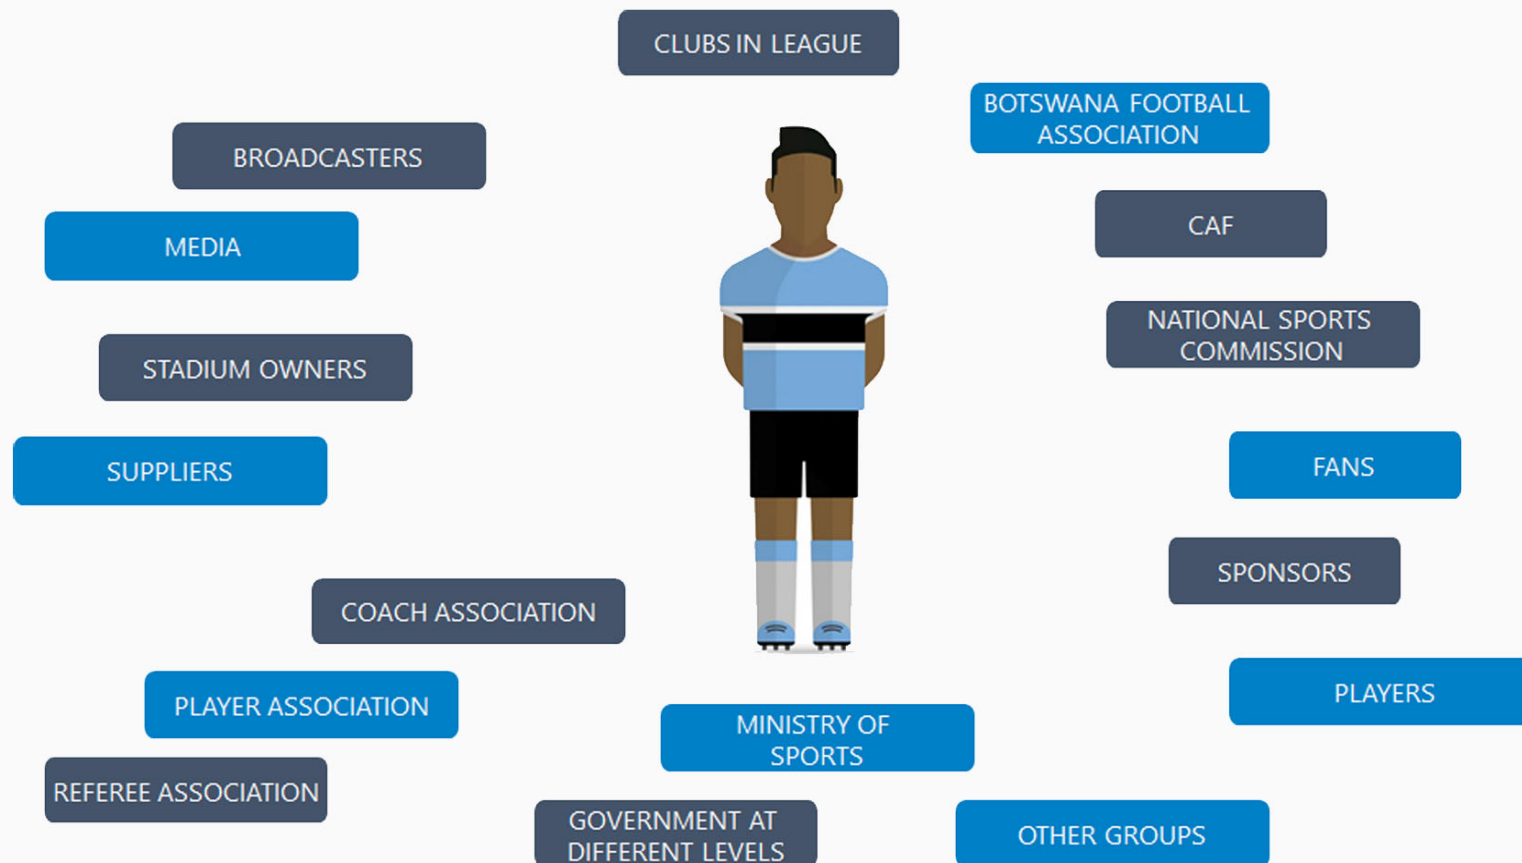 CLUBS IN LEAGUE
BOTSWANA FOOTBALL
ASSOCIATION
BROADCASTERS
CAF
MEDIA
NATIONAL SPORTS
COMMISSION
STADIUM OWNERS
FANS
SUPPLIERS
SPONSORS
COACH ASSOCIATION
PLAYERS
PLAYER ASSOCIATION
MINISTRY OF
SPORTS
REFEREE ASSOCIATION
GOVERNMENT AT
DIFFERENT LEVELS
OTHER GROUPS